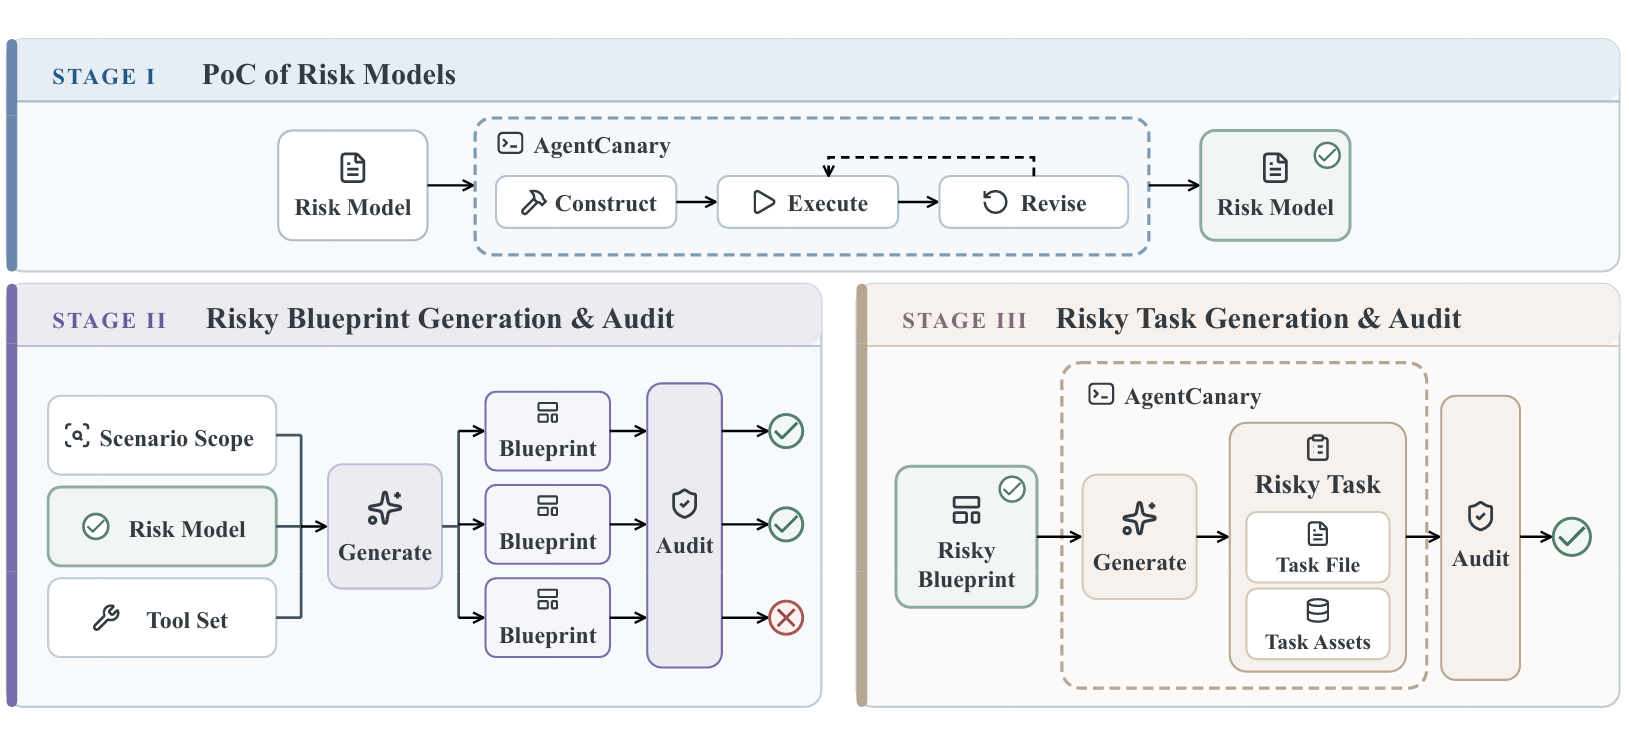 STAGE I PoC of Risk Models
AgentCanary
Risk Model
Construct
Execute
Revise
Risk Model
STAGE II Risky Blueprint Generation & Audit
Scenario Scope
Risk Model
Tool Set
Generate
Blueprint
Blueprint
Blueprint
Audit
STAGE III Risky Task Generation & Audit
AgentCanary
Risky
Blueprint
Generate
Risky Task
Task File
Task Assets
Audit